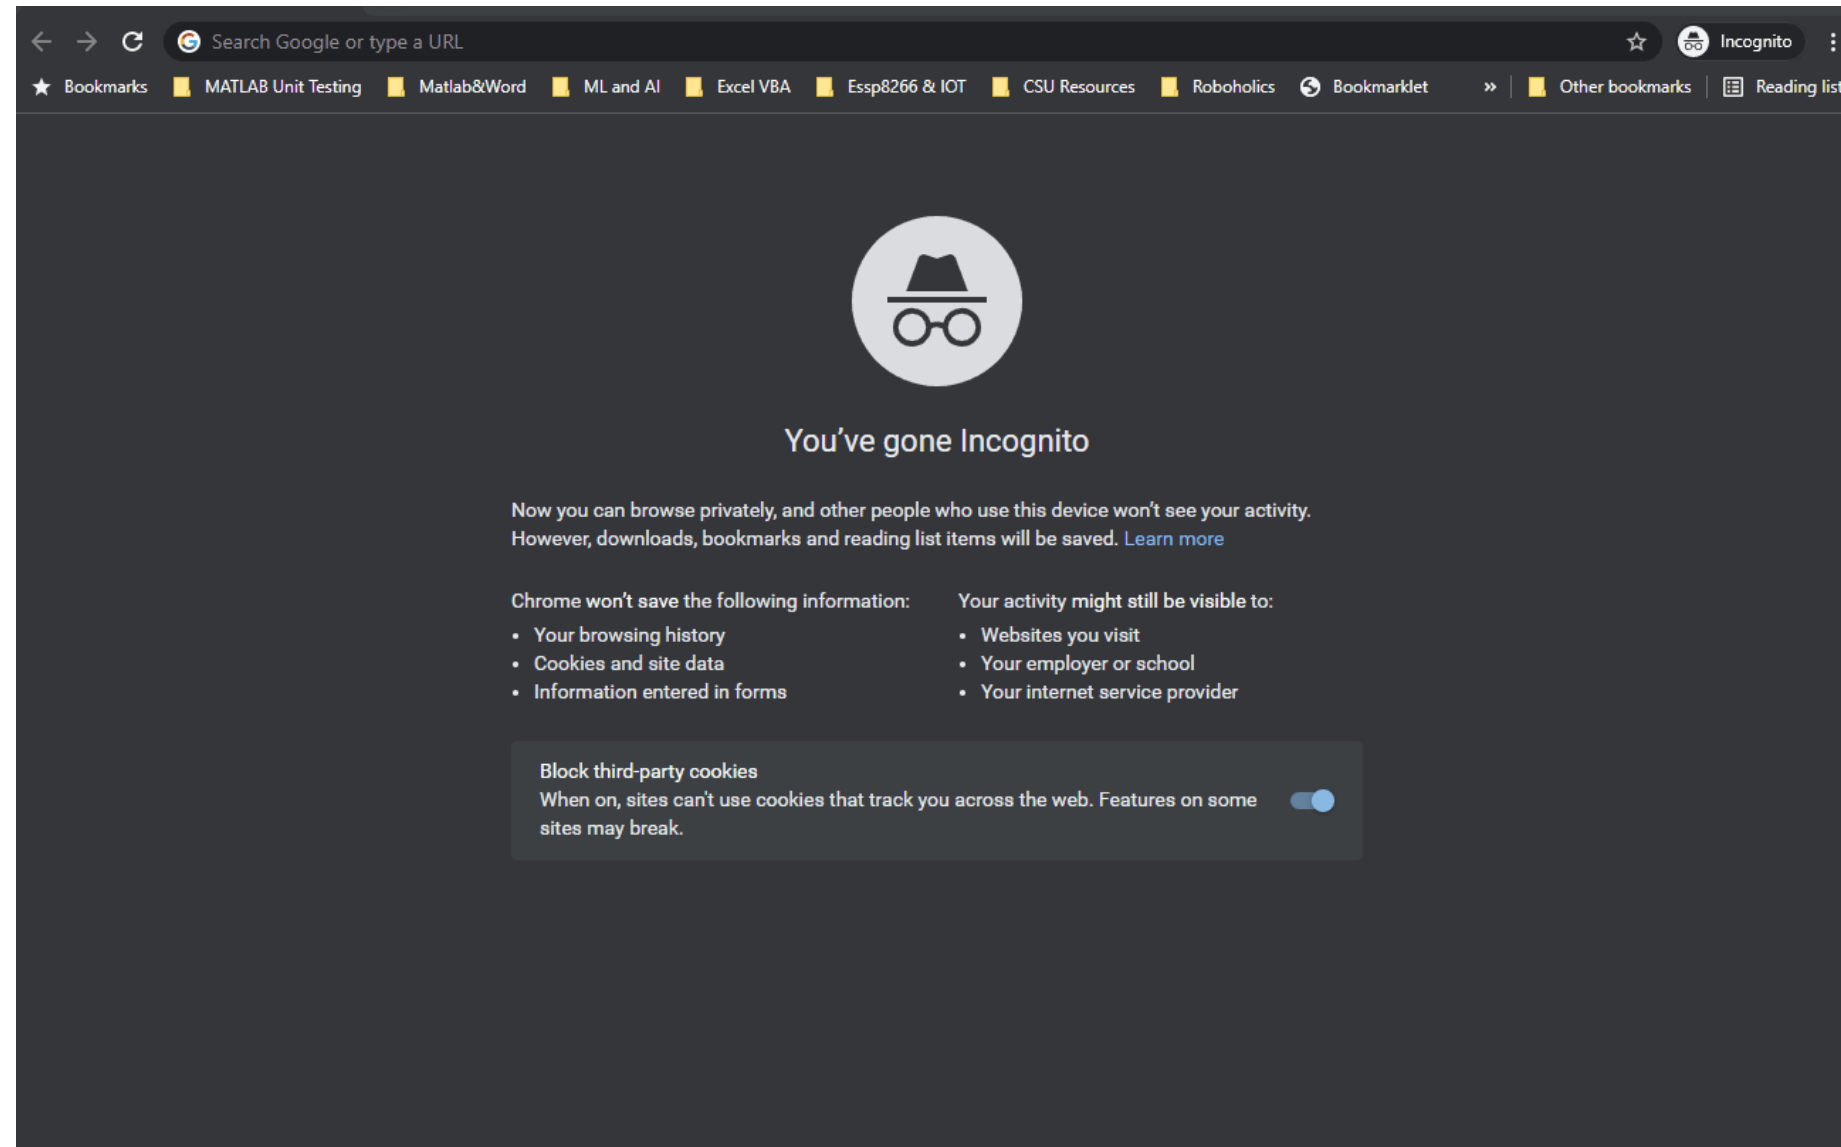 Search Google or type a URL
Incognito
Bookmarks MATLAB Unit Testing Matlab&Word ML and AI Excel VBA Essp8266 & IOT CSU Resources Roboholics Bookmarklet » Other bookmarks Reading list
You've gone Incognito
Now you can browse privately, and other people who use this device won't see your activity.
However, downloads, bookmarks and reading list items will be saved. Learn more
Chrome won't save the following information:
Your browsing history
Cookies and site data
Information entered in forms
Your activity might still be visible to:
Websites you visit
Your employer or school
Your internet service provider
Block third-party cookies
When on, sites can't use cookies that track you across the web. Features on some
sites may break.